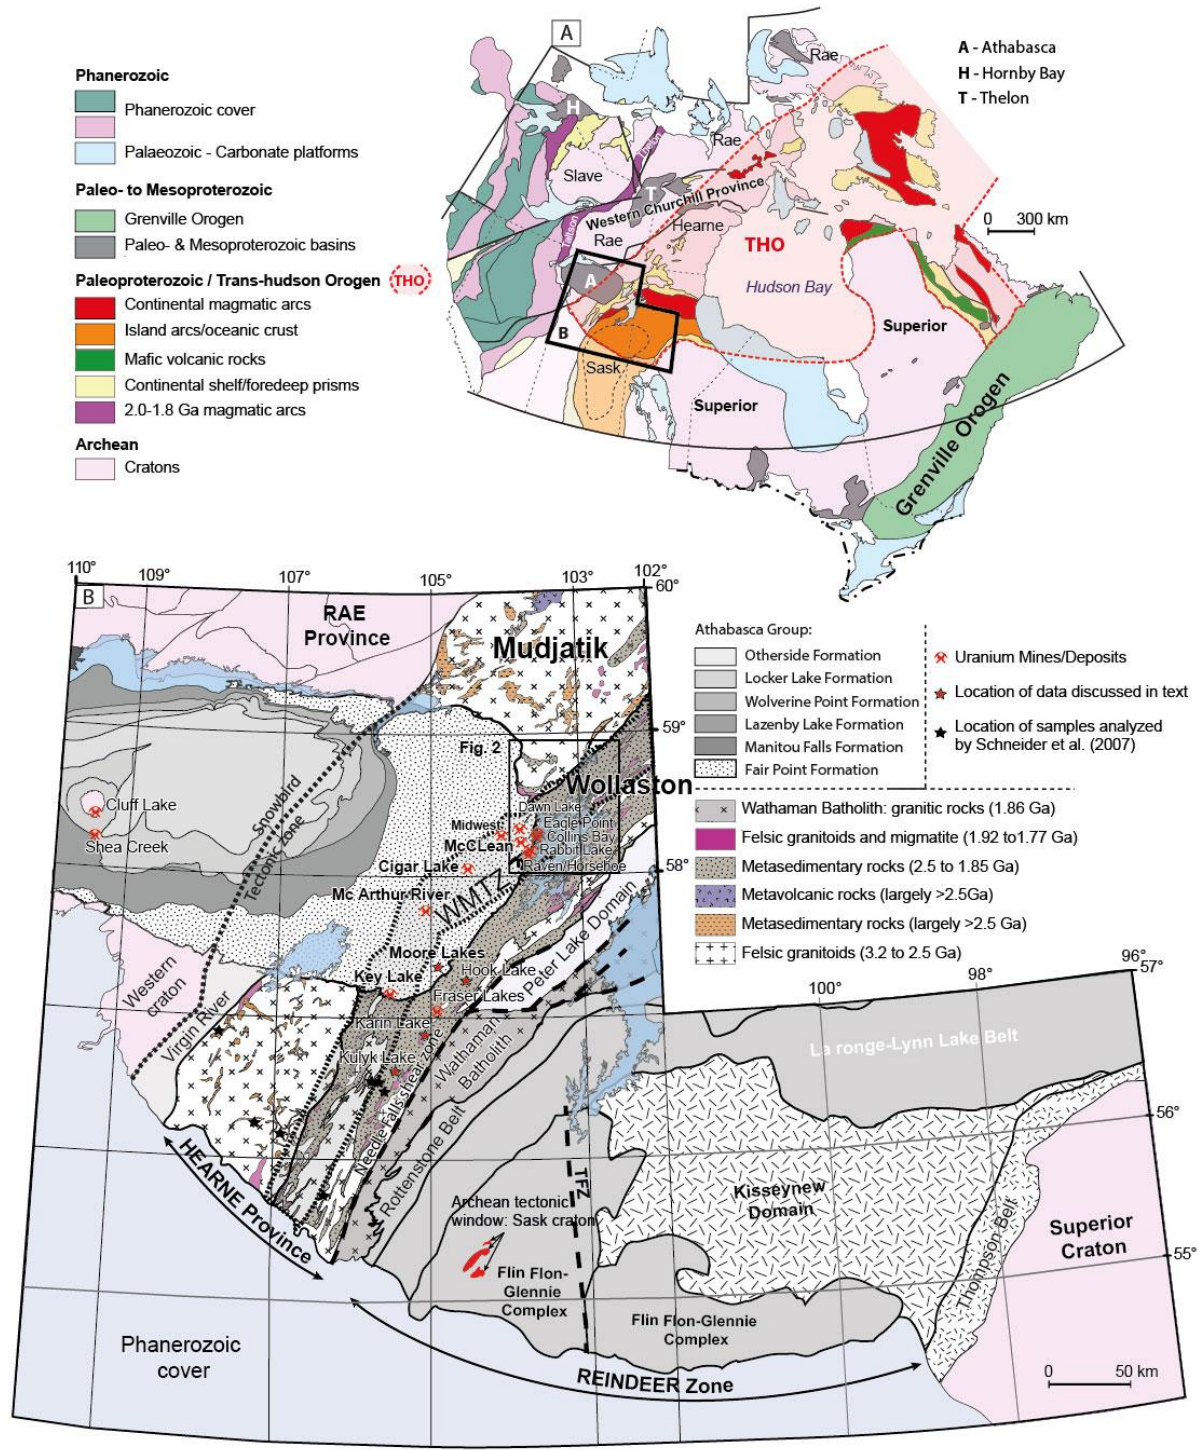 A
Phanerozoic
Phanerozoic cover
Palaeozoic - Carbonate platforms
Paleo- to Mesoproterozoic
Grenville Orogen
Paleo- & Mesoproterozoic basins
Paleoproterozoic / Trans-hudson Orogen
THO
Continental magmatic arcs
Island arcs/oceanic crust
Mafic volcanic rocks
Continental shelf/foredeep prisms
2.0-1.8 Ga magmatic arcs
Archean
Cratons
A - Athabasca
H - Hornby Bay
T - Thelon
Rae
H
Rae
Thelon
Slave
T
Western Churchill Province
Taltson
Rae
Hearne
THO
0 300 km
A
Hudson Bay
B
Superior
Sask
Superior
Grenville Orogen
110°
109°
107°
105°
103°
102°
60°
B
RAE
Province
Mudjatik
59°
Fig. 2
Wollaston
Snowbird
Tectonic zone
Cluff Lake
Shea Creek
Dawn Lake
Midwest
Eagle Point
Collins Bay
McCLean
Rabbit Lake
Raven/Horsehoe
58°
Cigar Lake
Mc Arthur River
WMTZ
Moore Lakes
Hook Lake
Key Lake
Fraser Lakes
Peter Lake Domain
Western
craton
Virgin River
Karin Lake
Kulyk Lake
Wathaman
Batholith
Needle Falls shear zone
Rottenstone Belt
HEARNE Province
Athabasca Group:
Otherside Formation
Locker Lake Formation
Wolverine Point Formation
Lazenby Lake Formation
Manitou Falls Formation
Fair Point Formation
Uranium Mines/Deposits
Location of data discussed in text
Location of samples analyzed
by Schneider et al. (2007)
Wathaman Batholith: granitic rocks (1.86 Ga)
Felsic granitoids and migmatite (1.92 to1.77 Ga)
Metasedimentary rocks (2.5 to 1.85 Ga)
Metavolcanic rocks (largely >2.5Ga)
Metasedimentary rocks (largely >2.5 Ga)
Felsic granitoids (3.2 to 2.5 Ga)
100°
98°
96°
57°
La ronge-Lynn Lake Belt
56°
TFZ
Kisseynew
Domain
Archean tectonic
window: Sask craton
Thompson Belt
Superior
Craton
55°
Flin Flon-
Glennie
Complex
Flin Flon-Glennie
Complex
Phanerozoic
cover
REINDEER Zone
0 50 km